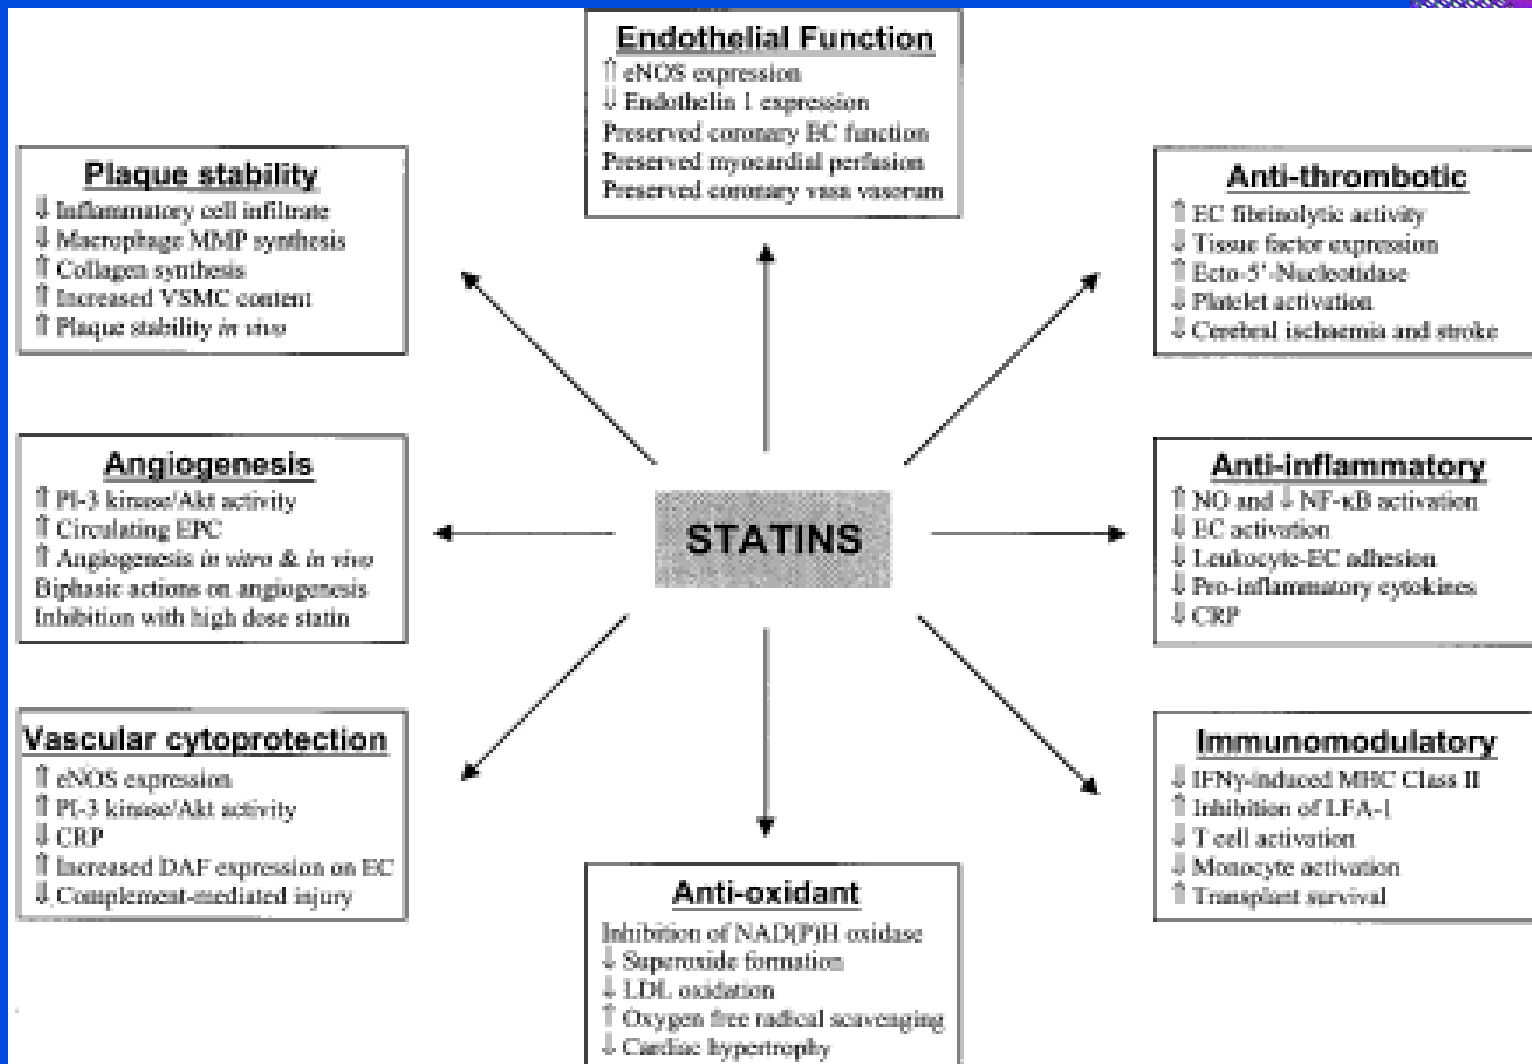 Endothelial Function
⇑ eNOS expression
⇓ Endothelin 1 expression
Preserved coronary EC function
Preserved myocardial perfusion
Preserved coronary vasa vasorum
Plaque stability
⇓ Inflammatory cell infiltrate
⇓ Macrophage MMP synthesis
⇑ Collagen synthesis
⇑ Increased VSMC content
⇑ Plaque stability in vivo
Anti-thrombotic
⇑ EC fibrinolytic activity
⇓ Tissue factor expression
⇑ Ecto-5'-Nucleotidase
⇓ Platelet activation
⇓ Cerebral ischaemia and stroke
Angiogenesis
⇑ PI-3 kinase/Akt activity
⇑ Circulating EPC
⇑ Angiogenesis in vitro & in vivo
Biphasic actions on angiogenesis
Inhibition with high dose statin
STATINS
Anti-inflammatory
⇑ NO and ⇓ NF-κB activation
⇓ EC activation
⇓ Leukocyte-EC adhesion
⇓ Pro-inflammatory cytokines
⇓ CRP
Vascular cytoprotection
⇑ eNOS expression
⇑ PI-3 kinase/Akt activity
⇓ CRP
⇑ Increased DAF expression on EC
⇓ Complement-mediated injury
Immunomodulatory
⇓ IFNγ-induced MHC Class II
⇑ Inhibition of LFA-1
⇓ T cell activation
⇓ Monocyte activation
⇑ Transplant survival
Anti-oxidant
Inhibition of NAD(P)H oxidase
⇓ Superoxide formation
⇓ LDL oxidation
⇑ Oxygen free radical scavenging
⇓ Cardiac hypertrophy